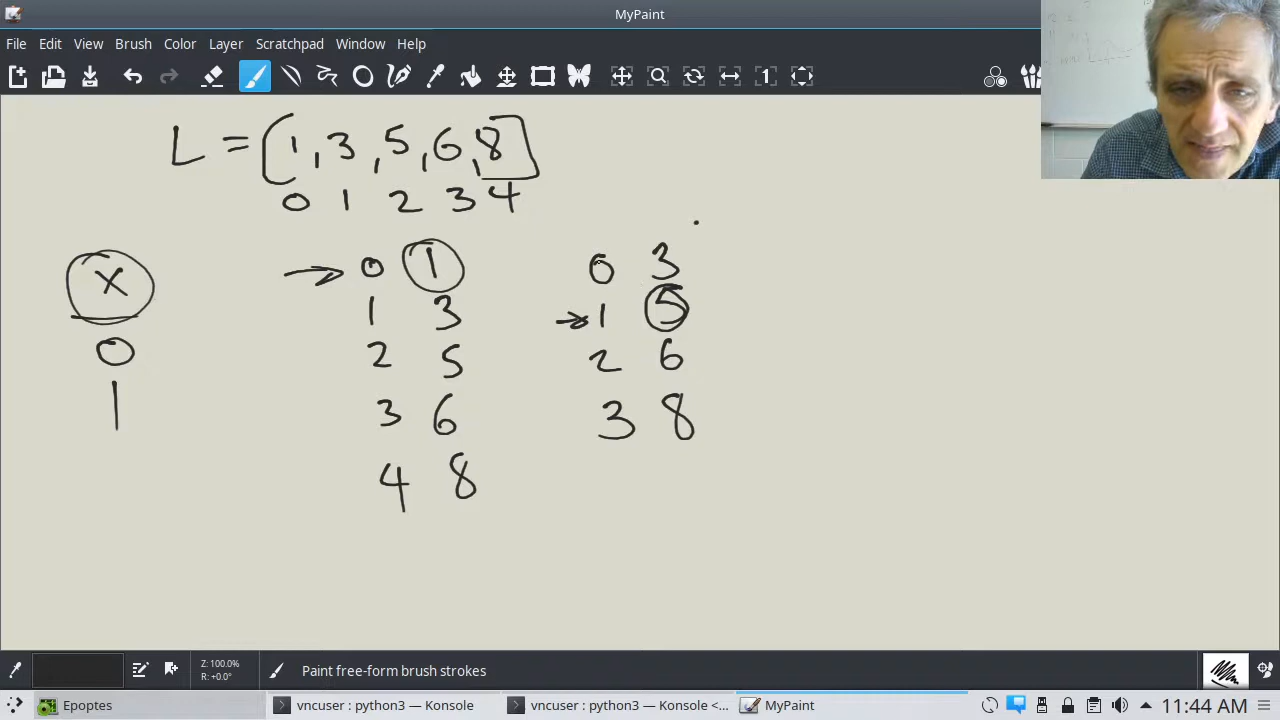 MyPaint
File Edit View Brush Color Layer Scratchpad Window Help
L = [1, 3, 5, 6, 8]
0 1 2 3 4
X 0 1 0 3
1 3 1 5
0 2 5 2 6
1 3 6 3 8
4 8
Z: 100.0%
R: +0.0°
Paint free-form brush strokes
Epoptes vncuser : python3 — Konsole vncuser : python3 — Konsole <... MyPaint 11:44 AM